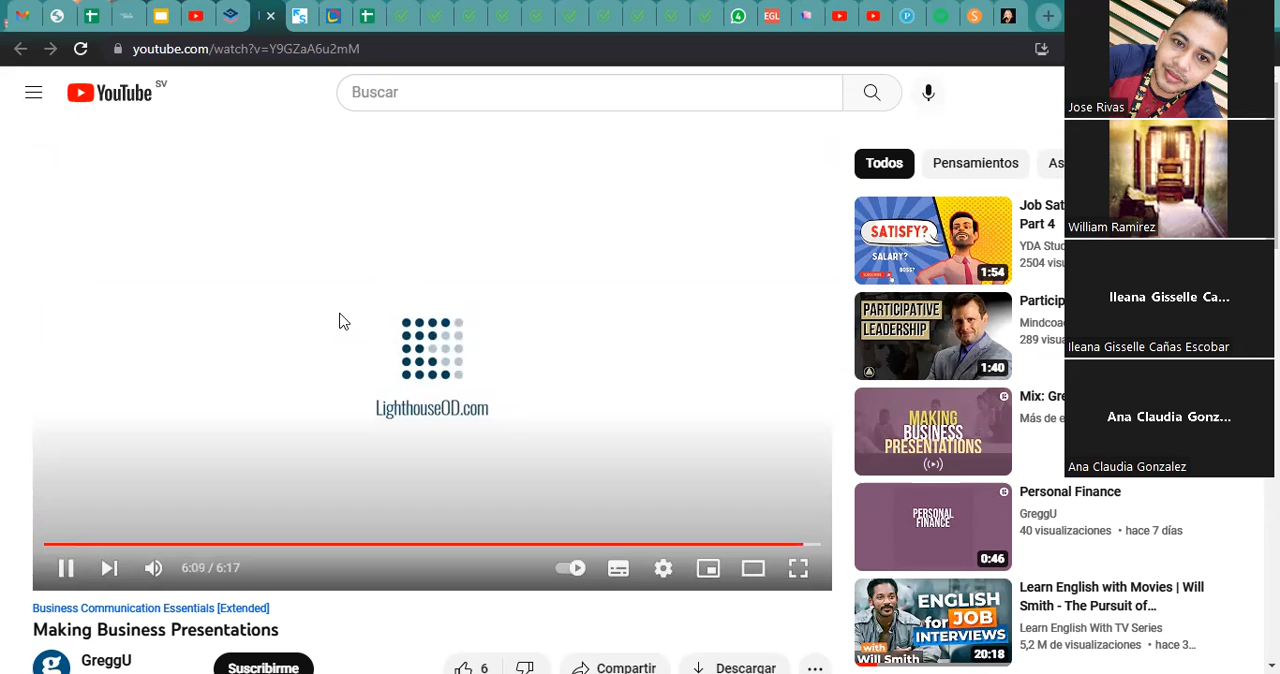 EGL
youtube.com/watch?v=Y9GZaA6u2mM
YouTube SV
Buscar
LighthouseOD.com
6:09 / 6:17
Business Communication Essentials [Extended]
Making Business Presentations
GreggU
Suscribirme
6
Compartir
Descargar
Todos
Pensamientos
As
SATISFY?
SALARY?
BOSS?
1:54
Job Sat
Part 4
YDA Stud
2504 visu
PARTICIPATIVE
LEADERSHIP
1:40
Particip
Mindcoa
289 visua
MAKING
BUSINESS
PRESENTATIONS
Mix: Gre
Más de e
PERSONAL
FINANCE
0:46
Personal Finance
GreggU
40 visualizaciones • hace 7 días
ENGLISH
for JOB
INTERVIEWS
with
Will Smith
20:18
Learn English with Movies | Will
Smith - The Pursuit of…
Learn English With TV Series
5,2 M de visualizaciones • hace 3…
Jose Rivas
William Ramirez
Ileana Gisselle Ca...
Ileana Gisselle Cañas Escobar
Ana Claudia Gonz...
Ana Claudia Gonzalez